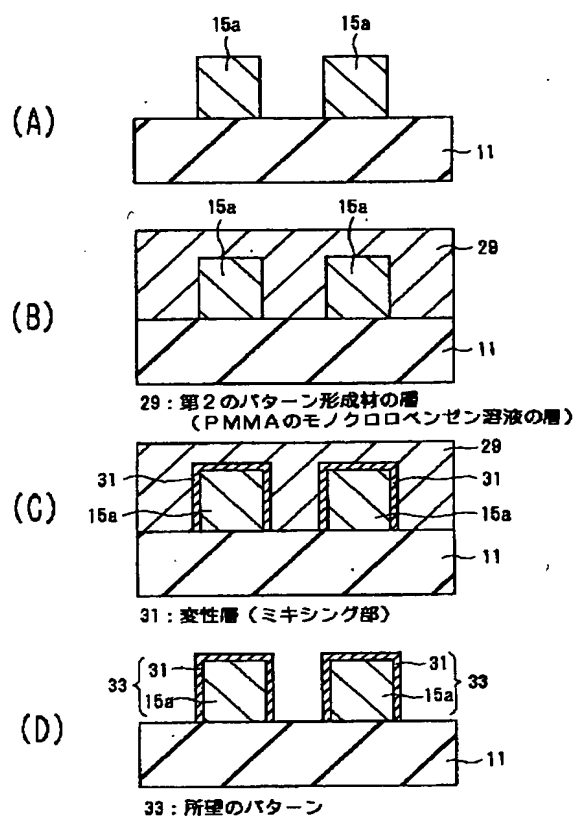 15a 15a
(A)
11
15a 15a
29
(B)
11
29：第2のパターン形成材の層
（PMMAのモノクロロベンゼン溶液の層）
29
31 31
(C)
15a 15a
11
31：変性層（ミキシング部）
31 31
33 33
15a 15a
(D)
11
33：所望のパターン